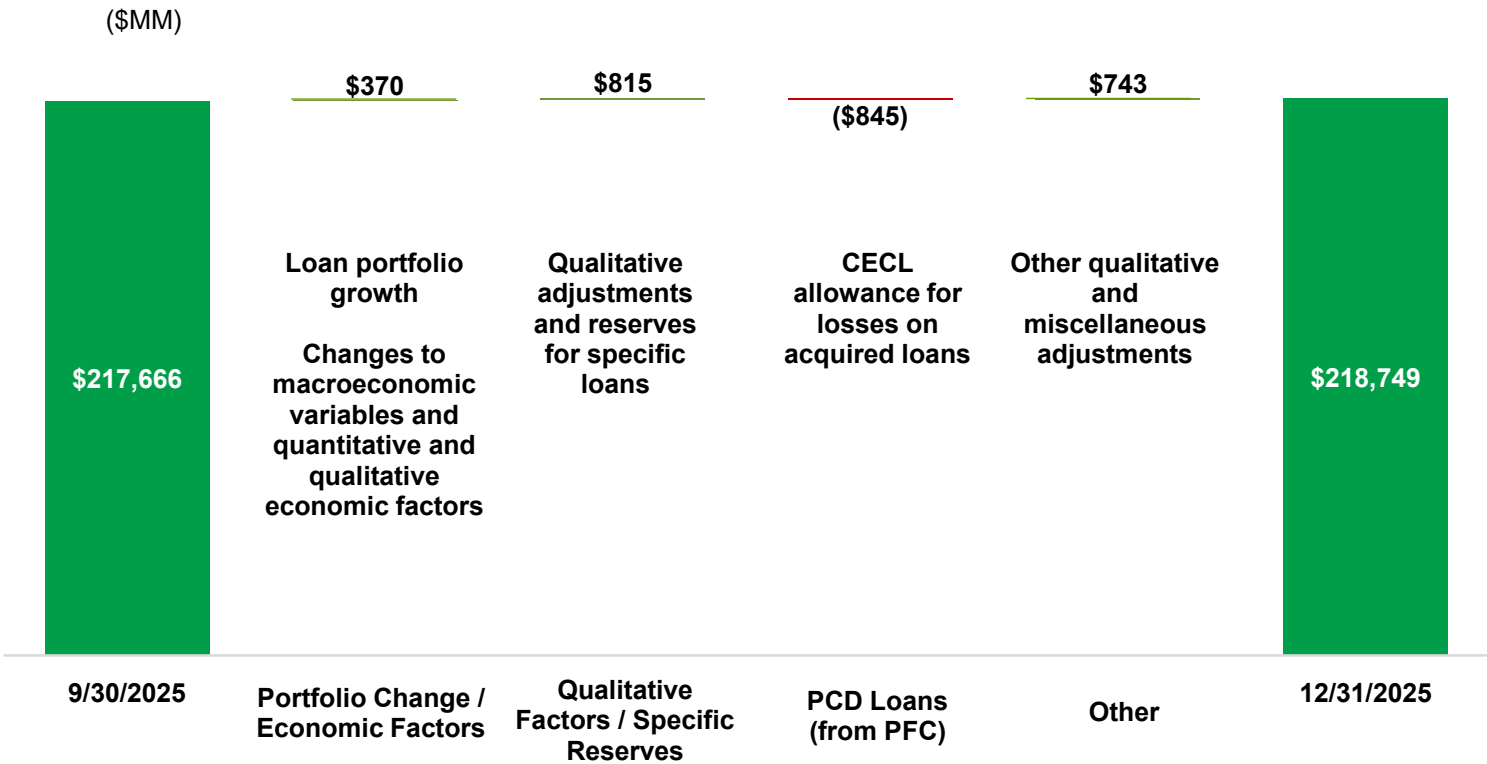 ($MM)
$370
$815
($845)
$743
$217,666
Loan portfolio
growth
Changes to
macroeconomic
variables and
quantitative and
qualitative
economic factors
Qualitative
adjustments
and reserves
for specific
loans
CECL
allowance for
losses on
acquired loans
Other qualitative
and
miscellaneous
adjustments
$218,749
9/30/2025
Portfolio Change /
Economic Factors
Qualitative
Factors / Specific
Reserves
PCD Loans
(from PFC)
Other
12/31/2025